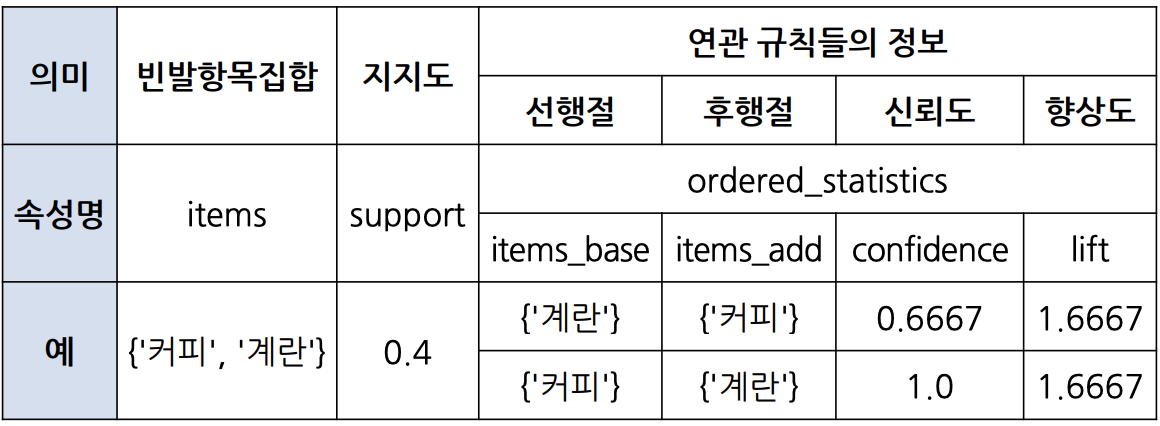 의미 빈발항목집합 지지도 연관 규칙들의 정보
선행절 후행절 신뢰도 향상도
속성명 items support ordered_statistics
items_base items_add confidence lift
예 {'커피', '계란'} 0.4 {'계란'} {'커피'} 0.6667 1.6667
{'커피'} {'계란'} 1.0 1.6667